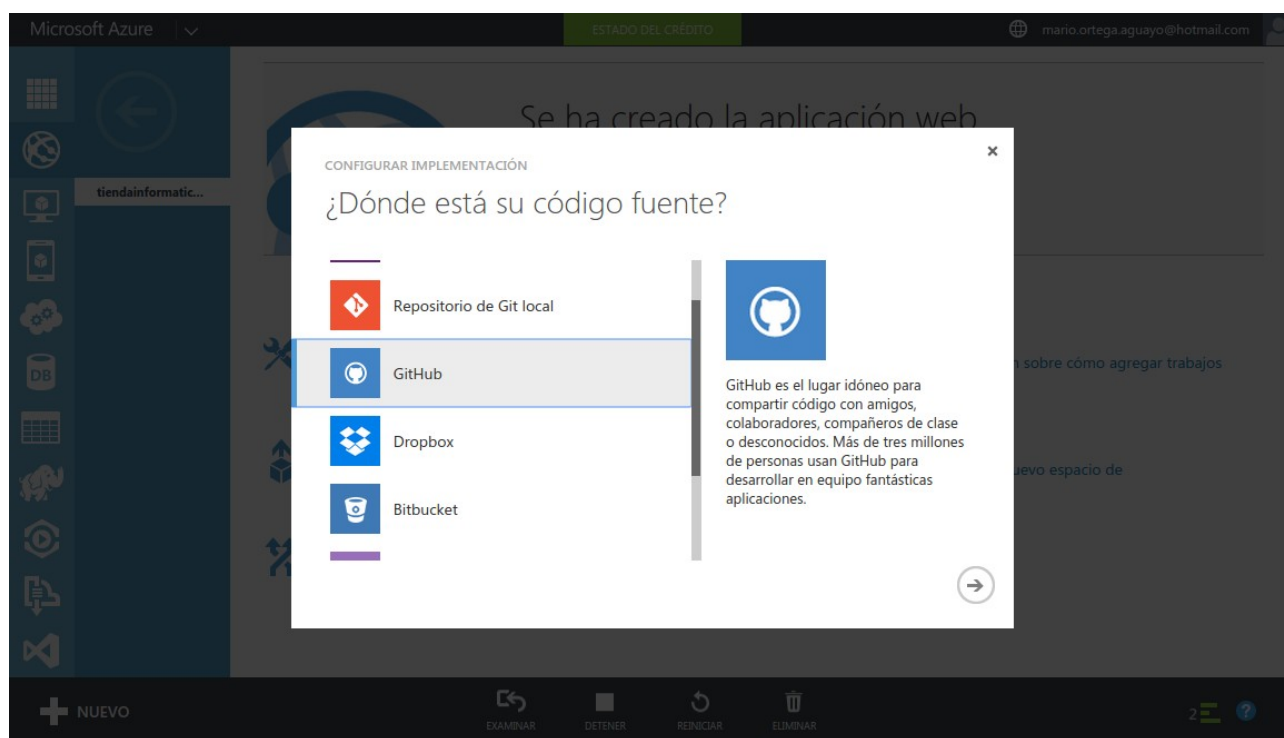 Microsoft Azure
ESTADO DEL CRÉDITO
mario.ortega.aguayo@hotmail.com
Se ha creado la aplicación web
tiendainformatic...
CONFIGURAR IMPLEMENTACIÓN
×
¿Dónde está su código fuente?
Repositorio de Git local
GitHub
Dropbox
Bitbucket
GitHub es el lugar idóneo para
compartir código con amigos,
colaboradores, compañeros de clase
o desconocidos. Más de tres millones
de personas usan GitHub para
desarrollar en equipo fantásticas
aplicaciones.
sobre cómo agregar trabajos
espacio de
DB
NUEVO
EXAMINAR
DETENER
REINICIAR
ELIMINAR
2
?